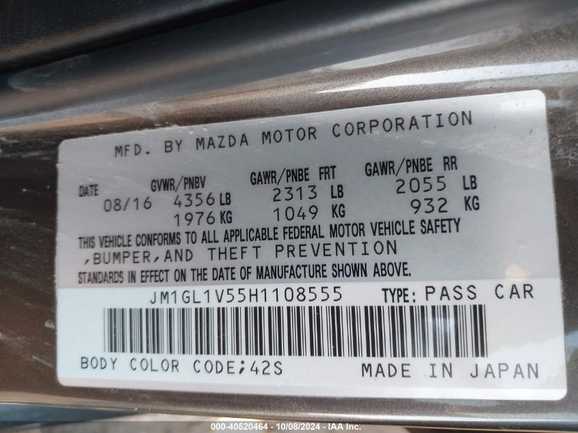 MFD. BY MAZDA MOTOR CORPORATION
DATE GVWR/PNBV GAWR/PNBE FRT GAWR/PNBE RR
08/16 4356 LB 2313 LB 2055 LB
1976 KG 1049 KG 932 KG
THIS VEHICLE CONFORMS TO ALL APPLICABLE FEDERAL MOTOR VEHICLE SAFETY
,BUMPER,AND THEFT PREVENTION
STANDARDS IN EFFECT ON THE DATE OF MANUFACTURE SHOWN ABOVE.
JM1GL1V55H1108555 TYPE: PASS CAR
BODY COLOR CODE;42S MADE IN JAPAN
000-40520464 - 10/08/2024 - IAA Inc.